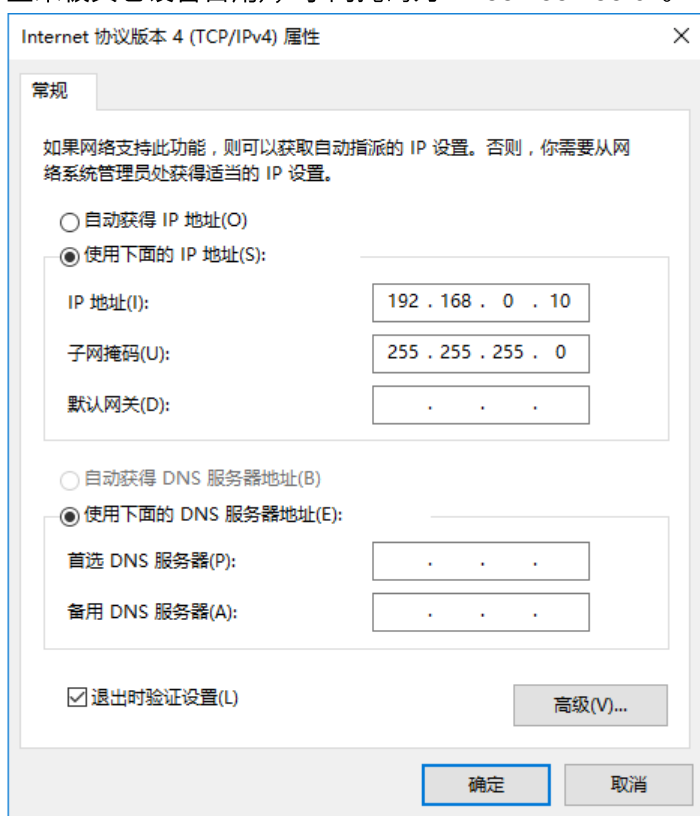 Internet 协议版本 4 (TCP/IPv4) 属性
常规
如果网络支持此功能，则可以获取自动指派的 IP 设置。否则，你需要从网
络系统管理员处获得适当的 IP 设置。
自动获得 IP 地址(O)
使用下面的 IP 地址(S):
IP 地址(I):
192 . 168 . 0 . 10
子网掩码(U):
255 . 255 . 255 . 0
默认网关(D):
. . .
自动获得 DNS 服务器地址(B)
使用下面的 DNS 服务器地址(E):
首选 DNS 服务器(P):
. . .
备用 DNS 服务器(A):
. . .
退出时验证设置(L)
高级(V)...
确定
取消